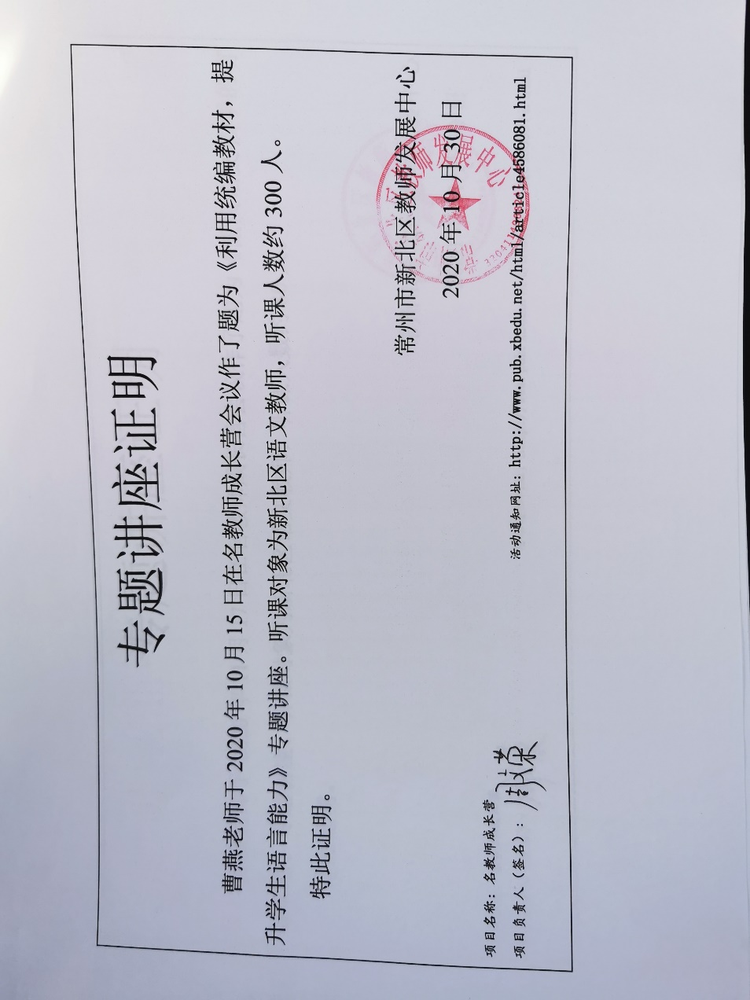 专题讲座证明
曹燕老师于 2020 年 10 月 15 日在名教师成长营会议作了题为《利用统编教材，提
升学生语言能力》专题讲座。听课对象为新北区语文教师，听课人数约 300 人。
特此证明。
常州市新北区教师发展中心
2020 年 10 月 30 日
项目名称：名教师成长营
项目负责人（签名）：
活动通知网址：http://www.pub.xbedu.net/html/article4586081.html